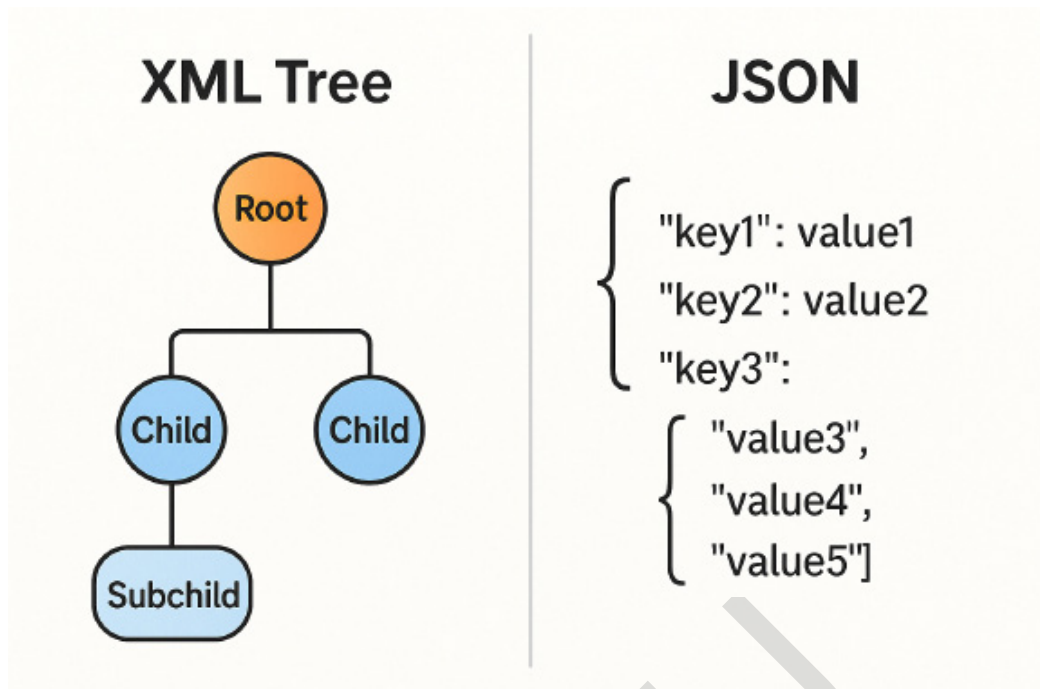 XML Tree
Root
Child Child
Subchild
JSON
{
"key1": value1
"key2": value2
"key3":
{
"value3",
"value4",
"value5"]